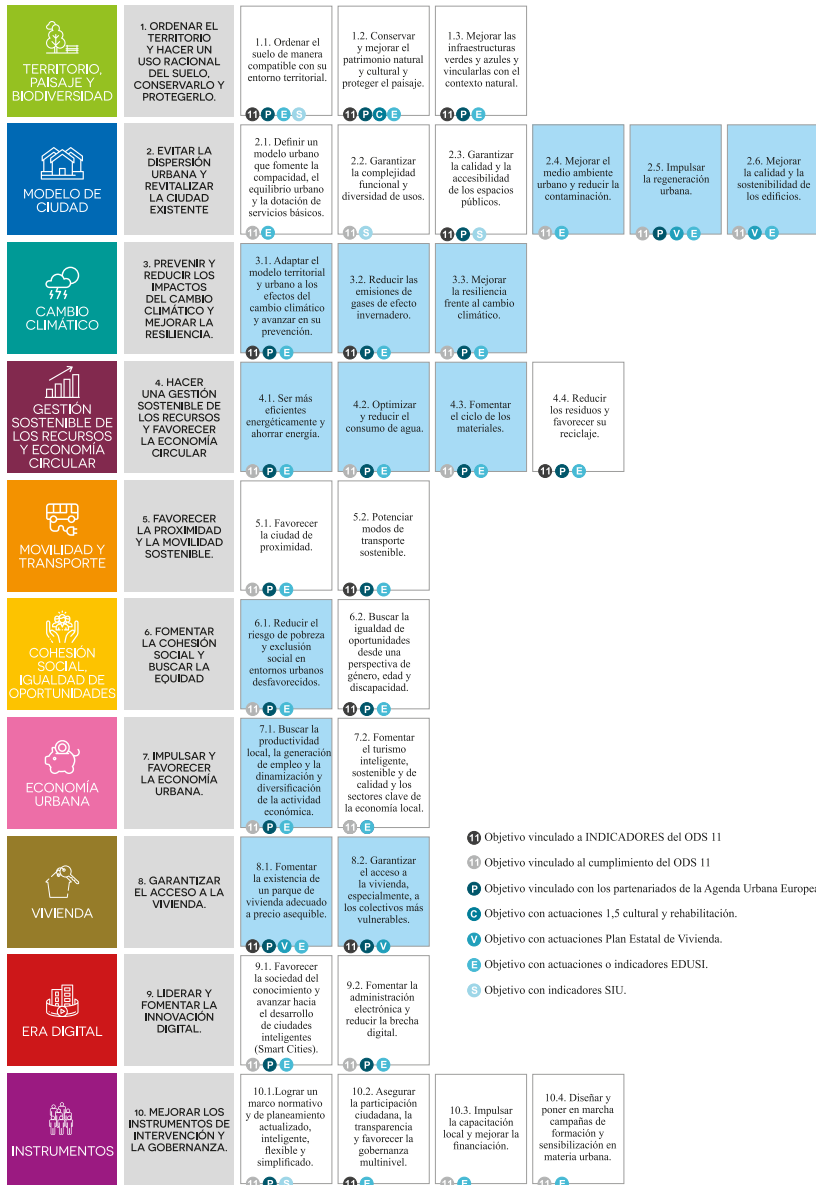 TERRITORIO,
PAISAJE Y
BIODIVERSIDAD
1. ORDENAR EL
TERRITORIO
Y HACER UN
USO RACIONAL
DEL SUELO,
CONSERVARLO Y
PROTEGERLO.
1.1. Ordenar el
suelo de manera
compatible con su
entorno territorial.
11 P E S
1.2. Conservar
y mejorar el
patrimonio natural
y cultural y
proteger el paisaje.
11 P C E
1.3. Mejorar las
infraestructuras
verdes y azules y
vincularlas con el
contexto natural.
11 P E
MODELO DE
CIUDAD
2. EVITAR LA
DISPERSIÓN
URBANA Y
REVITALIZAR
LA CIUDAD
EXISTENTE
2.1. Definir un
modelo urbano
que fomente la
compacidad, el
equilibrio urbano
y la dotación de
servicios básicos.
11 E
2.2. Garantizar
la complejidad
funcional y
diversidad de usos.
11 S
2.3. Garantizar
la calidad y la
accesibilidad
de los espacios
públicos.
11 P S
2.4. Mejorar el
medio ambiente
urbano y reducir la
contaminación.
11 E
2.5. Impulsar
la regeneración
urbana.
11 P V E
2.6. Mejorar
la calidad y la
sostenibilidad de
los edificios.
11 V E
CAMBIO
CLIMÁTICO
3. PREVENIR Y
REDUCIR LOS
IMPACTOS
DEL CAMBIO
CLIMÁTICO Y
MEJORAR LA
RESILIENCIA.
3.1. Adaptar el
modelo territorial
y urbano a los
efectos del
cambio climático
y avanzar en su
prevención.
11 P E
3.2. Reducir las
emisiones de
gases de efecto
invernadero.
11 P E
3.3. Mejorar
la resiliencia
frente al cambio
climático.
11 P E
GESTIÓN
SOSTENIBLE DE
LOS RECURSOS
Y ECONOMÍA
CIRCULAR
4. HACER
UNA GESTIÓN
SOSTENIBLE DE
LOS RECURSOS
Y FAVORECER
LA ECONOMÍA
CIRCULAR
4.1. Ser más
eficientes
energéticamente y
ahorrar energía.
11 P E
4.2. Optimizar
y reducir el
consumo de agua.
11 P E
4.3. Fomentar
el ciclo de los
materiales.
11 P E
4.4. Reducir
los residuos y
favorecer su
reciclaje.
11 P E
MOVILIDAD Y
TRANSPORTE
5. FAVORECER
LA PROXIMIDAD
Y LA MOVILIDAD
SOSTENIBLE.
5.1. Favorecer
la ciudad de
proximidad.
11 P E
5.2. Potenciar
modos de
transporte
sostenible.
11 P E
COHESIÓN
SOCIAL,
IGUALDAD DE
OPORTUNIDADES
6. FOMENTAR
LA COHESIÓN
SOCIAL Y
BUSCAR LA
EQUIDAD
6.1. Reducir el
riesgo de pobreza
y exclusión
social en
entornos urbanos
desfavorecidos.
11 P E
6.2. Buscar la
igualdad de
oportunidades
desde una
perspectiva de
género, edad y
discapacidad.
11 P E
ECONOMÍA
URBANA
7. IMPULSAR Y
FAVORECER
LA ECONOMÍA
URBANA.
7.1. Buscar la
productividad
local, la generación
de empleo y la
dinamización y
diversificación
de la actividad
económica.
11 P E
7.2. Fomentar
el turismo
inteligente,
sostenible y de
calidad y los
sectores clave de
la economía local.
11 E
VIVIENDA
8. GARANTIZAR
EL ACCESO A LA
VIVIENDA.
8.1. Fomentar
la existencia de
un parque de
vivienda adecuado
a precio asequible.
11 P V E
8.2. Garantizar
el acceso a
la vivienda,
especialmente, a
los colectivos más
vulnerables.
11 P V
ERA DIGITAL
9. LIDERAR Y
FOMENTAR LA
INNOVACIÓN
DIGITAL.
9.1. Favorecer
la sociedad del
conocimiento y
avanzar hacia
el desarrollo
de ciudades
inteligentes
(Smart Cities).
11 P E
9.2. Fomentar la
administración
electrónica y
reducir la brecha
digital.
11 P E
INSTRUMENTOS
10. MEJORAR LOS
INSTRUMENTOS DE
INTERVENCIÓN Y
LA GOBERNANZA.
10.1.Lograr un
marco normativo
y de planeamiento
actualizado,
inteligente,
flexible y
simplificado.
11 P S
10.2. Asegurar
la participación
ciudadana, la
transparencia
y favorecer la
gobernanza
multinivel.
11 E
10.3. Impulsar
la capacitación
local y mejorar la
financiación.
11 E
10.4. Diseñar y
poner en marcha
campañas de
formación y
sensibilización en
materia urbana.
11 E
11 Objetivo vinculado a INDICADORES del ODS 11
11 Objetivo vinculado al cumplimiento del ODS 11
P Objetivo vinculado con los partenariados de la Agenda Urbana Europea
C Objetivo con actuaciones 1,5 cultural y rehabilitación.
V Objetivo con actuaciones Plan Estatal de Vivienda.
E Objetivo con actuaciones o indicadores EDUSI.
S Objetivo con indicadores SIU.